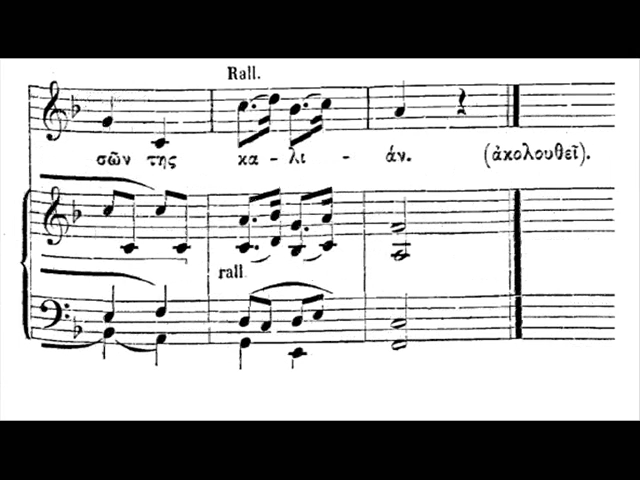 Rall.
σῶν της κα - λι - άν. (ἀκολουθεῖ).
rall.